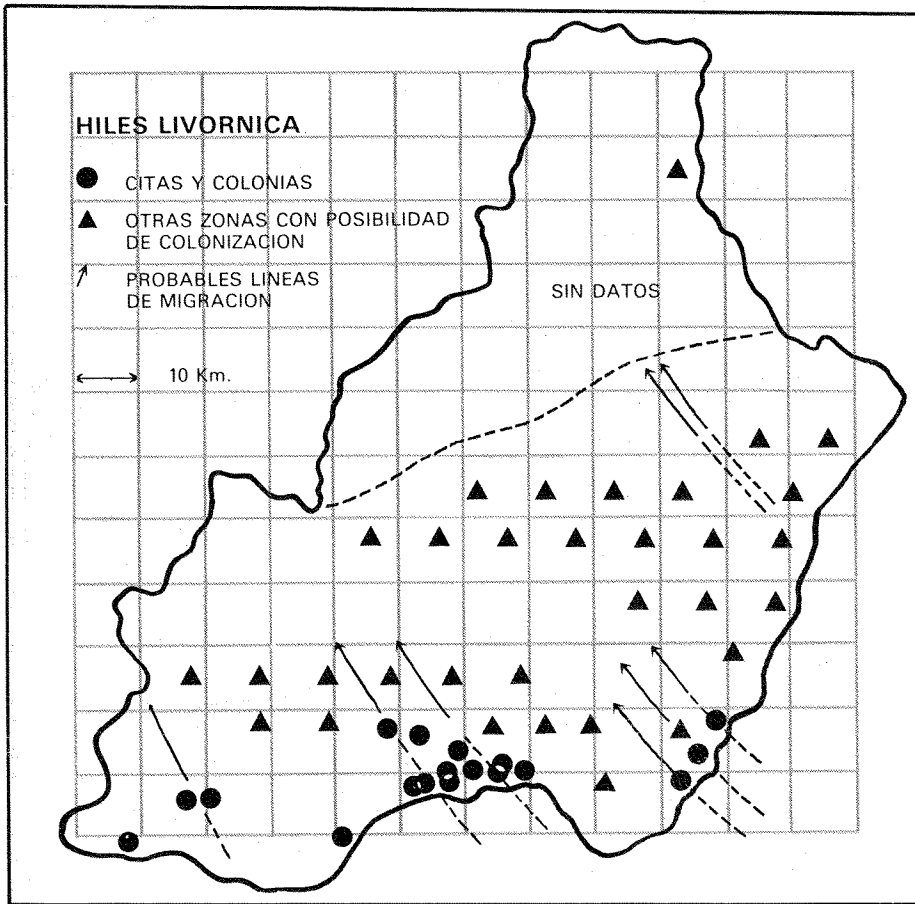 HILES LIVORNICA
CITAS Y COLONIAS
OTRAS ZONAS CON POSIBILIDAD
DE COLONIZACION
PROBABLES LINEAS
DE MIGRACION
SIN DATOS
10 Km.